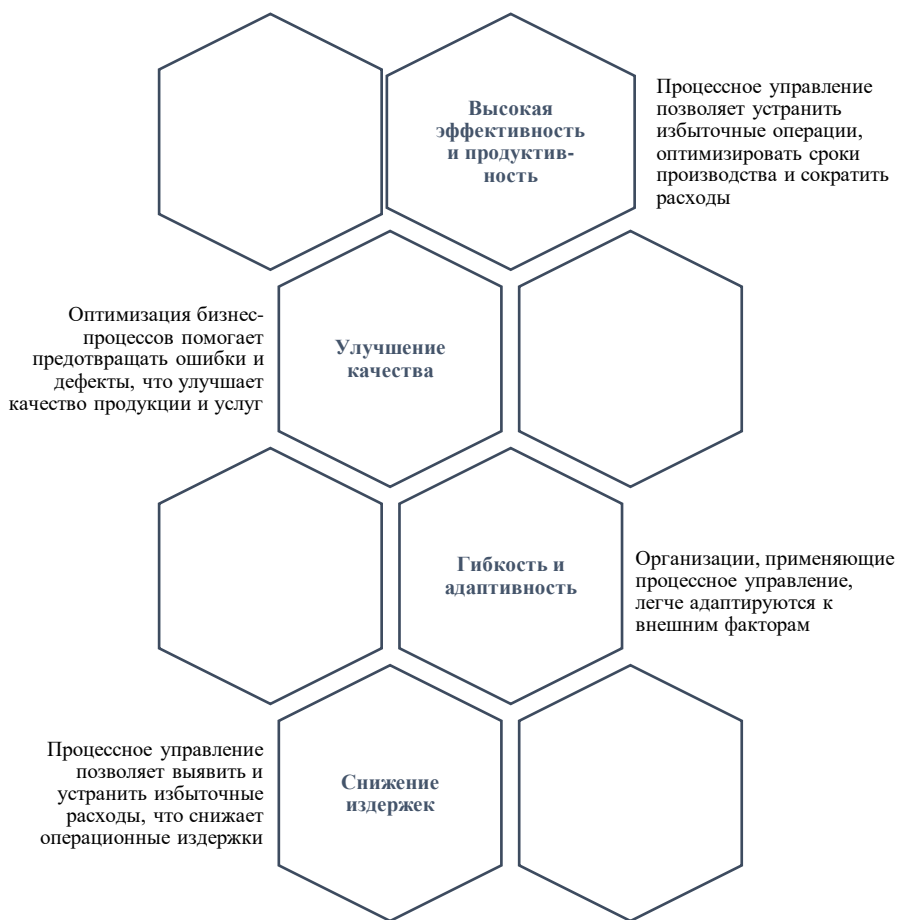 Высокая
эффективность
и продуктив-
ность
Процессное управление
позволяет устранить
избыточные операции,
оптимизировать сроки
производства и сократить
расходы
Оптимизация бизнес-
процессов помогает
предотвращать ошибки и
дефекты, что улучшает
качество продукции и услуг
Улучшение
качества
Гибкость и
адаптивность
Организации, применяющие
процессное управление,
легче адаптируются к
внешним факторам
Процессное управление
позволяет выявить и
устранить избыточные
расходы, что снижает
операционные издержки
Снижение
издержек